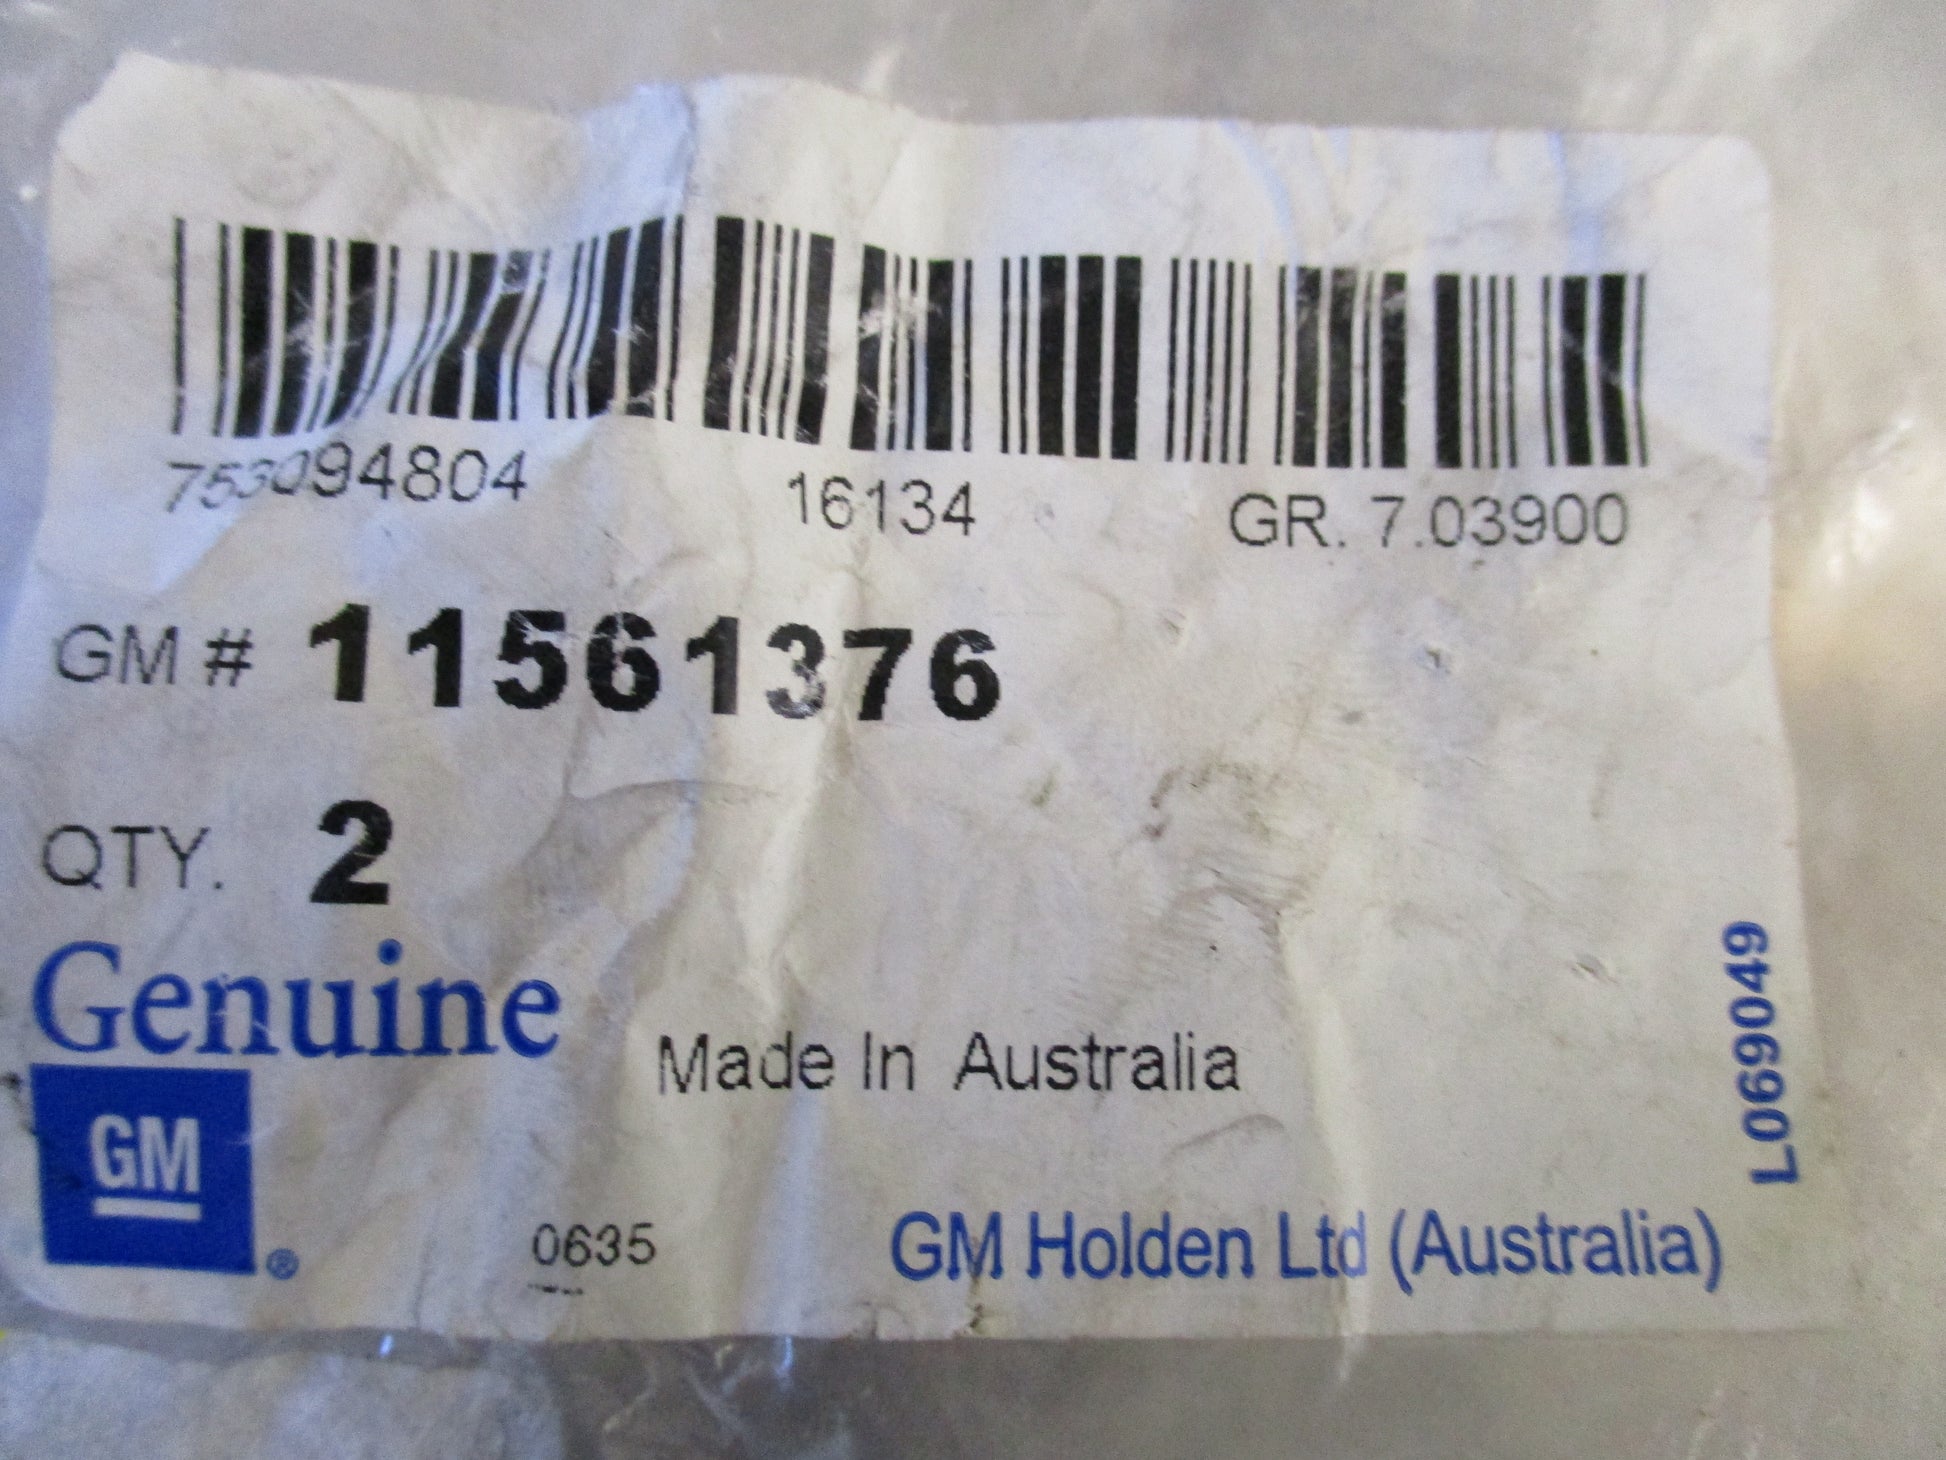 753094804 16134 GR. 7.03900
GM # 11561376
QTY. 2
Genuine
Made In Australia
GM ®
0635
GM Holden Ltd (Australia)
L069049